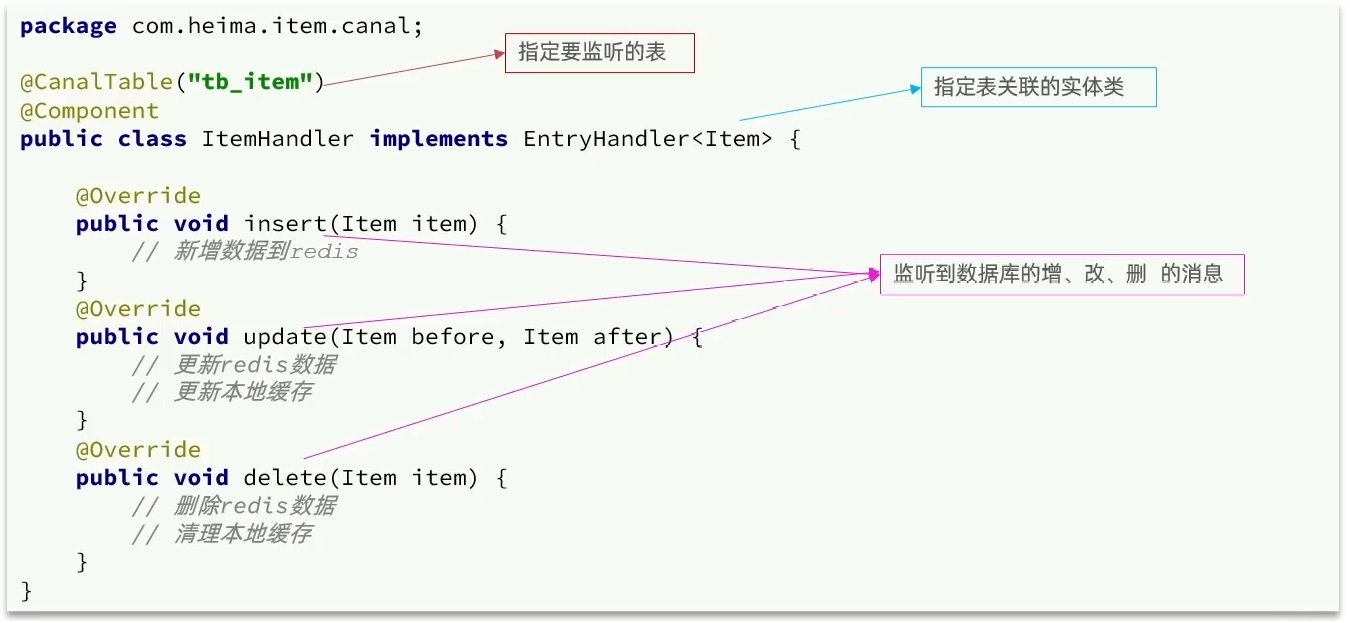 package com.heima.item.canal;
指定要监听的表
@CanalTable("tb_item")
指定表关联的实体类
@Component
public class ItemHandler implements EntryHandler<Item> {
@Override
public void insert(Item item) {
// 新增数据到redis
}
监听到数据库的增、改、删 的消息
@Override
public void update(Item before, Item after) {
// 更新redis数据
// 更新本地缓存
}
@Override
public void delete(Item item) {
// 删除redis数据
// 清理本地缓存
}
}